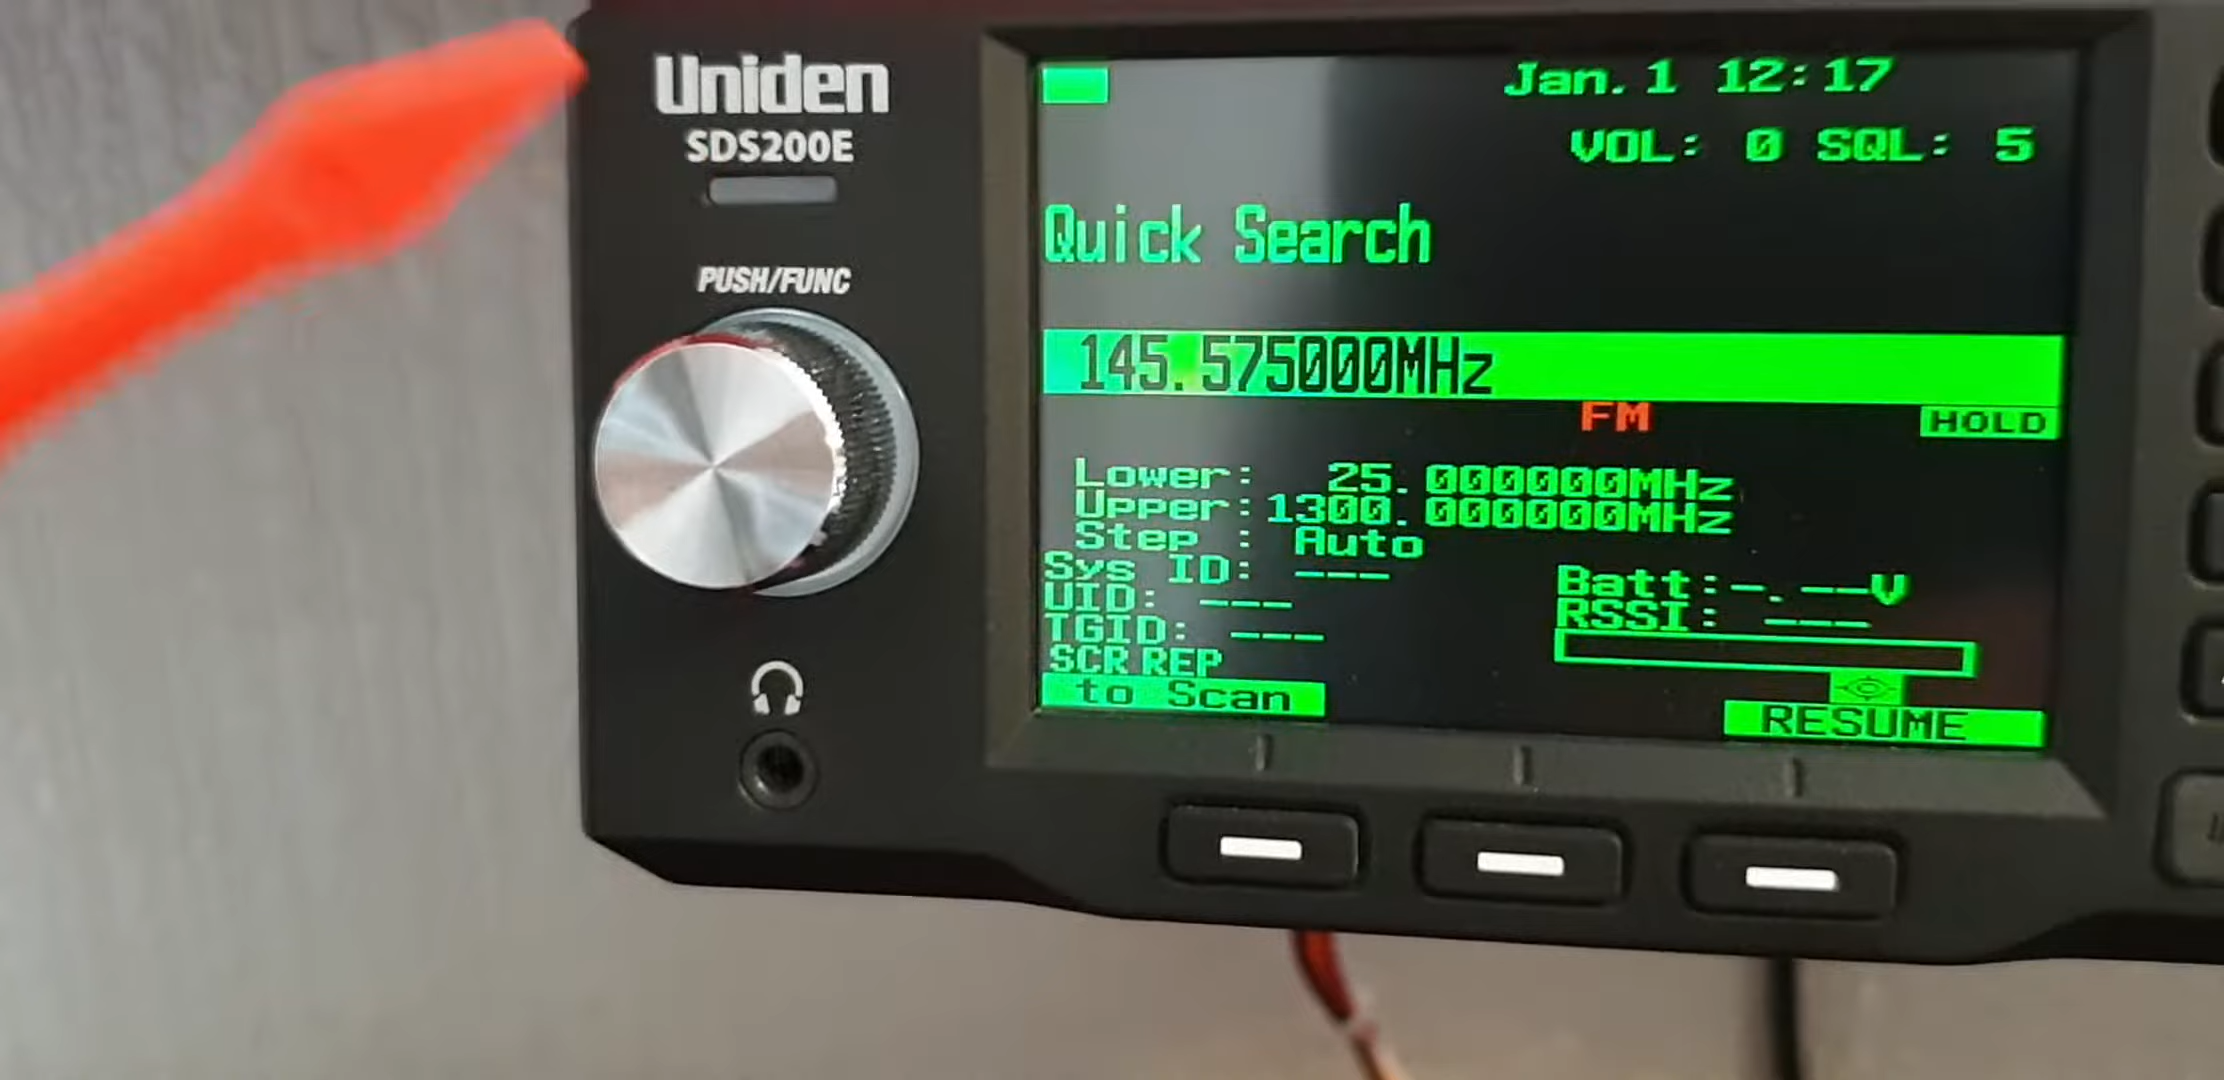 Uniden
SDS200E
PUSH/FUNC
Jan. 1 12:17
VOL: 0 SQL: 5
Quick Search
145.575000MHz
FM
HOLD
Lower: 25.000000MHz
Upper:1300.000000MHz
Step : Auto
Sys ID: ---
UID: ---
TGID: ---
Batt:-.--V
RSSI: ---
SCR REP
to Scan
RESUME